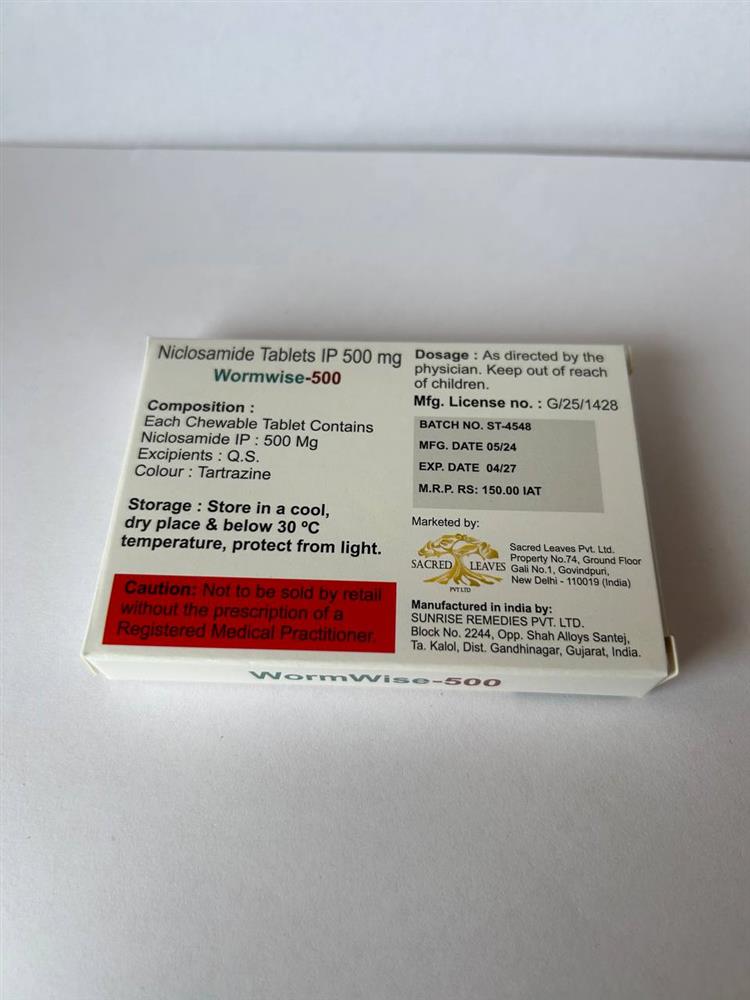 Niclosamide Tablets IP 500 mg
Wormwise-500
Composition :
Each Chewable Tablet Contains
Niclosamide IP : 500 Mg
Excipients : Q.S.
Colour : Tartrazine
Storage : Store in a cool,
dry place & below 30 ºC
temperature, protect from light.
Caution: Not to be sold by retail
without the prescription of a
Registered Medical Practitioner.
Dosage : As directed by the
physician. Keep out of reach
of children.
Mfg. License no. : G/25/1428
BATCH NO. ST-4548
MFG. DATE 05/24
EXP. DATE 04/27
M.R.P. RS: 150.00 IAT
Marketed by:
SACRED LEAVES
PVT LTD
Sacred Leaves Pvt. Ltd.
Property No.74, Ground Floor
Gali No.1, Govindpuri,
New Delhi - 110019 (India)
Manufactured in india by:
SUNRISE REMEDIES PVT. LTD.
Block No. 2244, Opp. Shah Alloys Santej,
Ta. Kalol, Dist. Gandhinagar, Gujarat, India.
WormWise-500